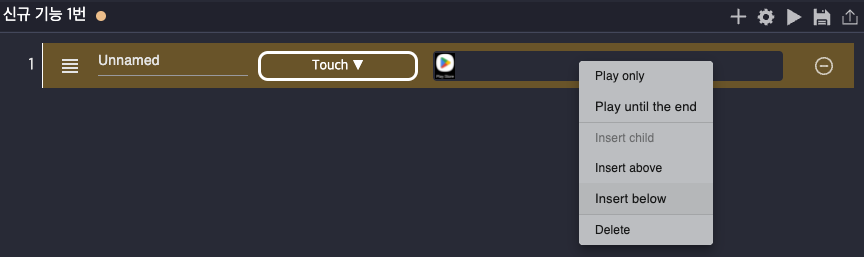 신규 기능 1번
1
Unnamed
Touch ▼
Play Store
Play only
Play until the end
Insert child
Insert above
Insert below
Delete